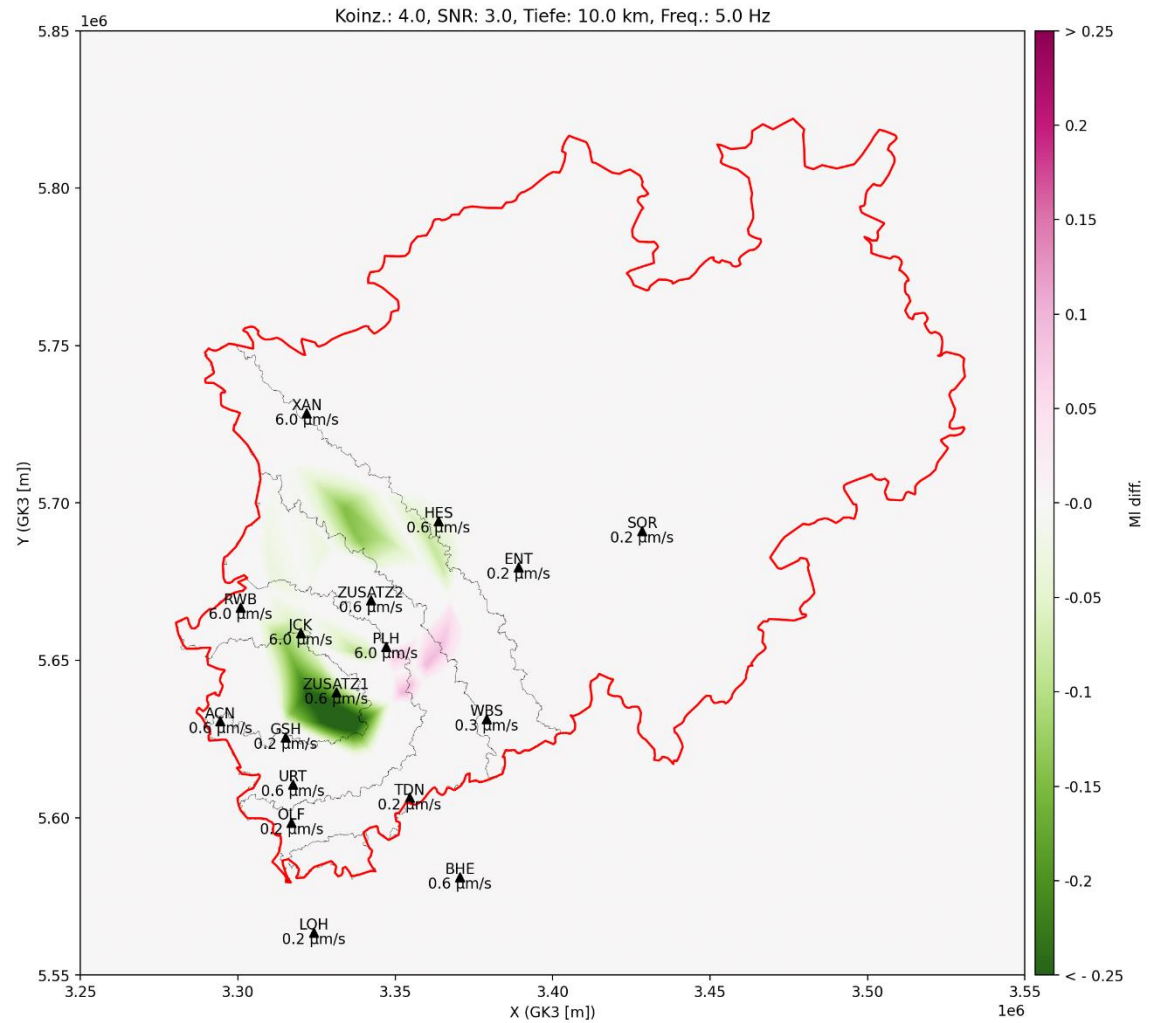 Koinz.: 4.0, SNR: 3.0, Tiefe: 10.0 km, Freq.: 5.0 Hz
1e6
5.85
5.80
5.75
5.70
5.65
5.60
5.55
Y (GK3 [m])
XAN
6.0 µm/s
HES
0.6 µm/s
SOR
0.2 µm/s
ENT
0.2 µm/s
ZUSATZ2
0.6 µm/s
RWB
6.0 µm/s
JCK
6.0 µm/s
PLH
6.0 µm/s
ZUSATZ1
0.6 µm/s
ACN
0.6 µm/s
GSH
0.2 µm/s
WBS
0.3 µm/s
URT
0.6 µm/s
TDN
0.2 µm/s
OLF
0.2 µm/s
BHE
0.6 µm/s
LOH
0.2 µm/s
3.25
3.30
3.35
3.40
3.45
3.50
3.55
1e6
X (GK3 [m])
> 0.25
0.2
0.15
0.1
0.05
-0.0
-0.05
-0.1
-0.15
-0.2
< - 0.25
MI diff.